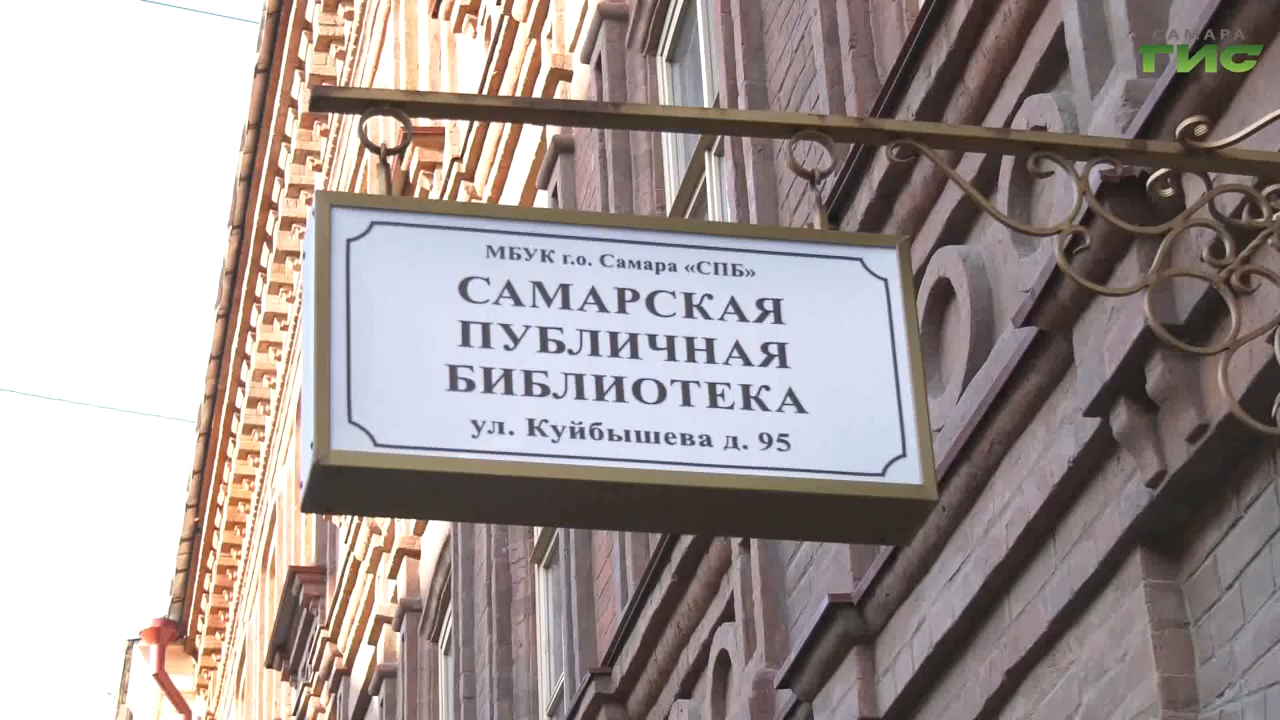 САМАРА
ГИС
МБУК г.о. Самара «СПБ»
САМАРСКАЯ
ПУБЛИЧНАЯ
БИБЛИОТЕКА
ул. Куйбышева д. 95